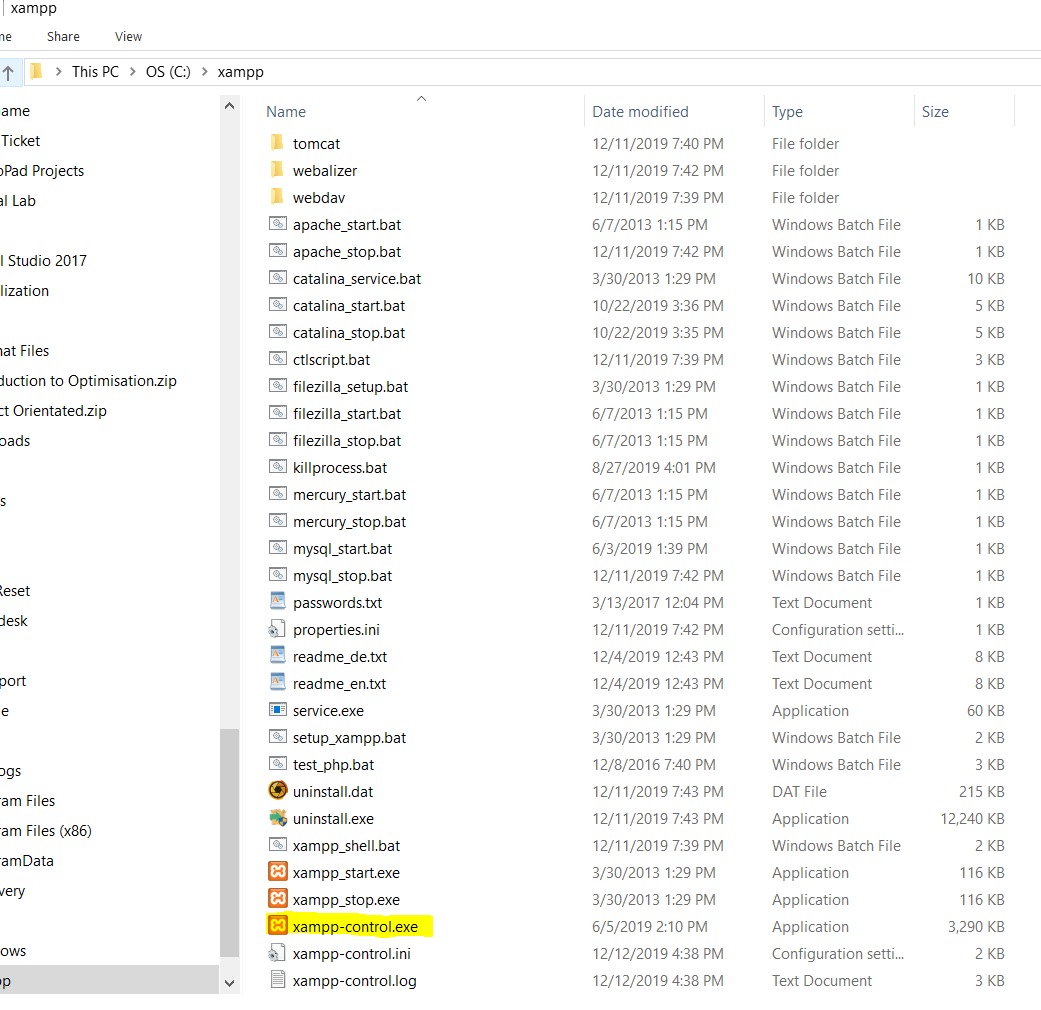 xampp
me Share View
This PC > OS (C:) > xampp
ame
Ticket
oPad Projects
al Lab
l Studio 2017
lization
hat Files
duction to Optimisation.zip
ct Orientated.zip
oads
s
Reset
desk
port
e
ogs
ram Files
ram Files (x86)
ramData
very
ows
pp
Name Date modified Type Size
tomcat 12/11/2019 7:40 PM File folder
webalizer 12/11/2019 7:42 PM File folder
webdav 12/11/2019 7:39 PM File folder
apache_start.bat 6/7/2013 1:15 PM Windows Batch File 1 KB
apache_stop.bat 12/11/2019 7:42 PM Windows Batch File 1 KB
catalina_service.bat 3/30/2013 1:29 PM Windows Batch File 10 KB
catalina_start.bat 10/22/2019 3:36 PM Windows Batch File 5 KB
catalina_stop.bat 10/22/2019 3:35 PM Windows Batch File 5 KB
ctlscript.bat 12/11/2019 7:39 PM Windows Batch File 3 KB
filezilla_setup.bat 3/30/2013 1:29 PM Windows Batch File 1 KB
filezilla_start.bat 6/7/2013 1:15 PM Windows Batch File 1 KB
filezilla_stop.bat 6/7/2013 1:15 PM Windows Batch File 1 KB
killprocess.bat 8/27/2019 4:01 PM Windows Batch File 1 KB
mercury_start.bat 6/7/2013 1:15 PM Windows Batch File 1 KB
mercury_stop.bat 6/7/2013 1:15 PM Windows Batch File 1 KB
mysql_start.bat 6/3/2019 1:39 PM Windows Batch File 1 KB
mysql_stop.bat 12/11/2019 7:42 PM Windows Batch File 1 KB
passwords.txt 3/13/2017 12:04 PM Text Document 1 KB
properties.ini 12/11/2019 7:42 PM Configuration setti... 1 KB
readme_de.txt 12/4/2019 12:43 PM Text Document 8 KB
readme_en.txt 12/4/2019 12:43 PM Text Document 8 KB
service.exe 3/30/2013 1:29 PM Application 60 KB
setup_xampp.bat 3/30/2013 1:29 PM Windows Batch File 2 KB
test_php.bat 12/8/2016 7:40 PM Windows Batch File 3 KB
uninstall.dat 12/11/2019 7:43 PM DAT File 215 KB
uninstall.exe 12/11/2019 7:43 PM Application 12,240 KB
xampp_shell.bat 12/11/2019 7:39 PM Windows Batch File 2 KB
xampp_start.exe 3/30/2013 1:29 PM Application 116 KB
xampp_stop.exe 3/30/2013 1:29 PM Application 116 KB
xampp-control.exe 6/5/2019 2:10 PM Application 3,290 KB
xampp-control.ini 12/12/2019 4:38 PM Configuration setti... 2 KB
xampp-control.log 12/12/2019 4:38 PM Text Document 3 KB